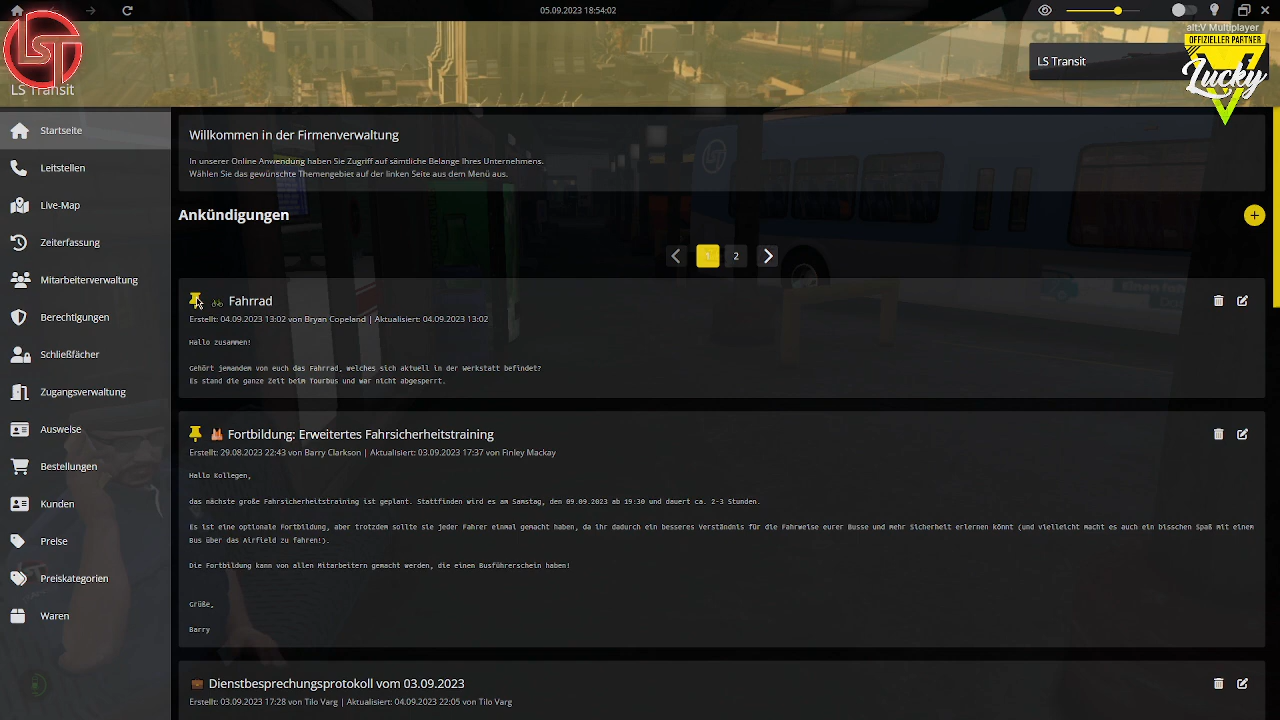 05.09.2023 18:54:02
alt:V Multiplayer
OFFIZIELLER PARTNER
Lucky
V
LST
LS Transit
LS Transit
Startseite
Leitstellen
Live-Map
Zeiterfassung
Mitarbeiterverwaltung
Berechtigungen
Schließfächer
Zugangsverwaltung
Ausweise
Bestellungen
Kunden
Preise
Preiskategorien
Waren
Willkommen in der Firmenverwaltung
In unserer Online Anwendung haben Sie Zugriff auf sämtliche Belange Ihres Unternehmens.
Wählen Sie das gewünschte Themengebiet auf der linken Seite aus dem Menü aus.
Ankündigungen
1 2
Fahrrad
Erstellt: 04.09.2023 13:02 von Bryan Copeland | Aktualisiert: 04.09.2023 13:02
Hallo zusammen!
Gehört jemandem von euch das Fahrrad, welches sich aktuell in der Werkstatt befindet?
Es stand die ganze Zeit beim Tourbus und war nicht abgesperrt.
Fortbildung: Erweitertes Fahrsicherheitstraining
Erstellt: 29.08.2023 22:43 von Barry Clarkson | Aktualisiert: 03.09.2023 17:37 von Finley Mackay
Hallo Kollegen,
das nächste große Fahrsicherheitstraining ist geplant. Stattfinden wird es am Samstag, den 09.09.2023 ab 19:30 und dauert ca. 2-3 Stunden.
Es ist eine optionale Fortbildung, aber trotzdem sollte sie jeder Fahrer einmal gemacht haben, da ihr dadurch ein besseres Verständnis für die Fahrweise eurer Busse und mehr Sicherheit erlernen könnt (und vielleicht macht es auch ein bisschen Spaß mit einem
Bus über das Airfield zu fahren!).
Die Fortbildung kann von allen Mitarbeitern gemacht werden, die einen Busführerschein haben!
Grüße,
Barry
Dienstbesprechungsprotokoll vom 03.09.2023
Erstellt: 03.09.2023 17:28 von Tilo Varg | Aktualisiert: 04.09.2023 22:05 von Tilo Varg